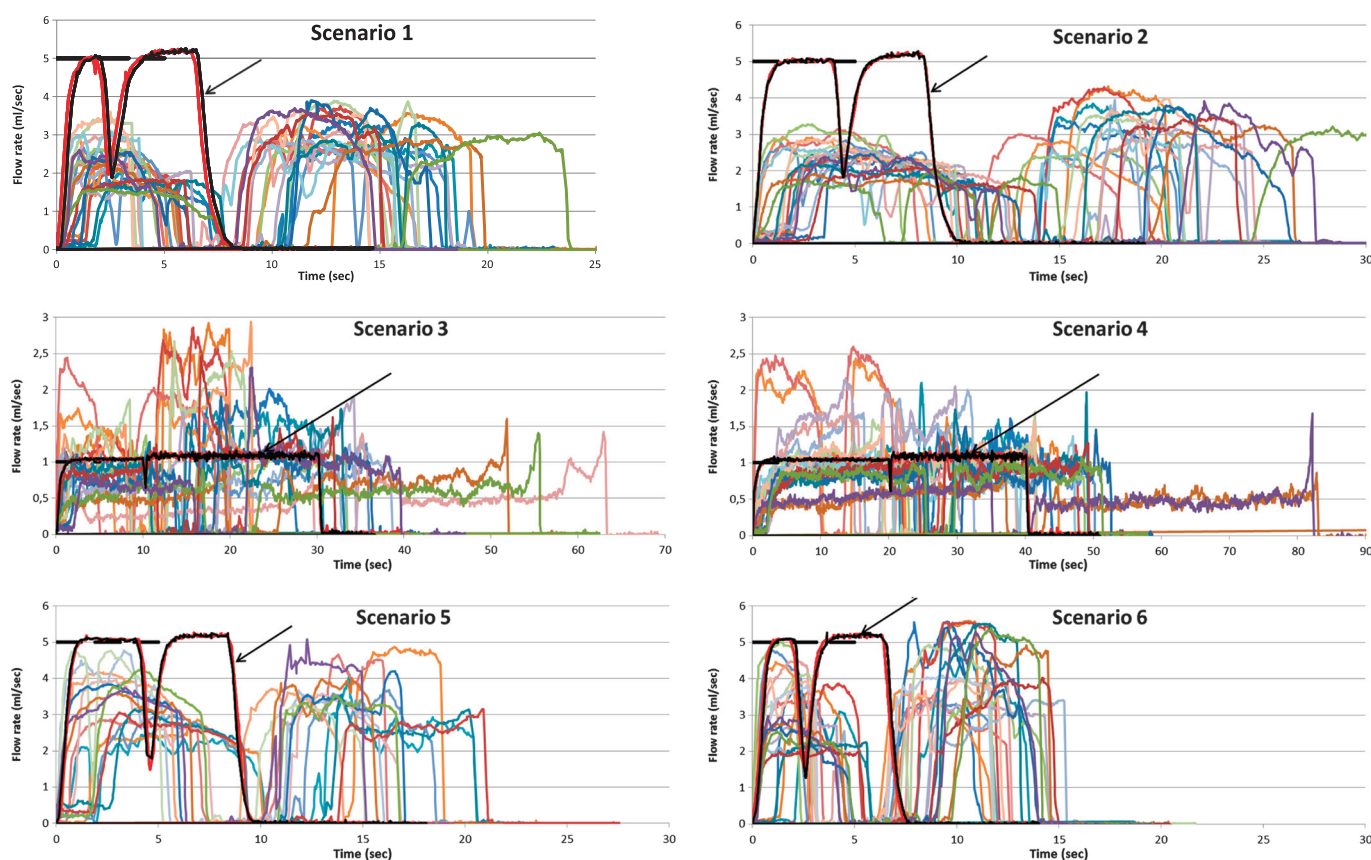 Scenario 1
Flow rate (ml/sec)
6
5
4
3
2
1
0
0 5 10 15 20 25
Time (sec)
Scenario 2
Flow rate (ml/sec)
6
5
4
3
2
1
0
0 5 10 15 20 25 30
Time (sec)
Scenario 3
Flow rate (ml/sec)
3
2,5
2
1,5
1
0,5
0
0 10 20 30 40 50 60 70
Time (sec)
Scenario 4
Flow rate (ml/sec)
3
2,5
2
1,5
1
0,5
0
0 10 20 30 40 50 60 70 80 90
Time (sec)
Scenario 5
Flow rate (ml/sec)
6
5
4
3
2
1
0
0 5 10 15 20 25 30
Time (sec)
Scenario 6
Flow rate (ml/sec)
6
5
4
3
2
1
0
0 5 10 15 20 25 30
Time (sec)